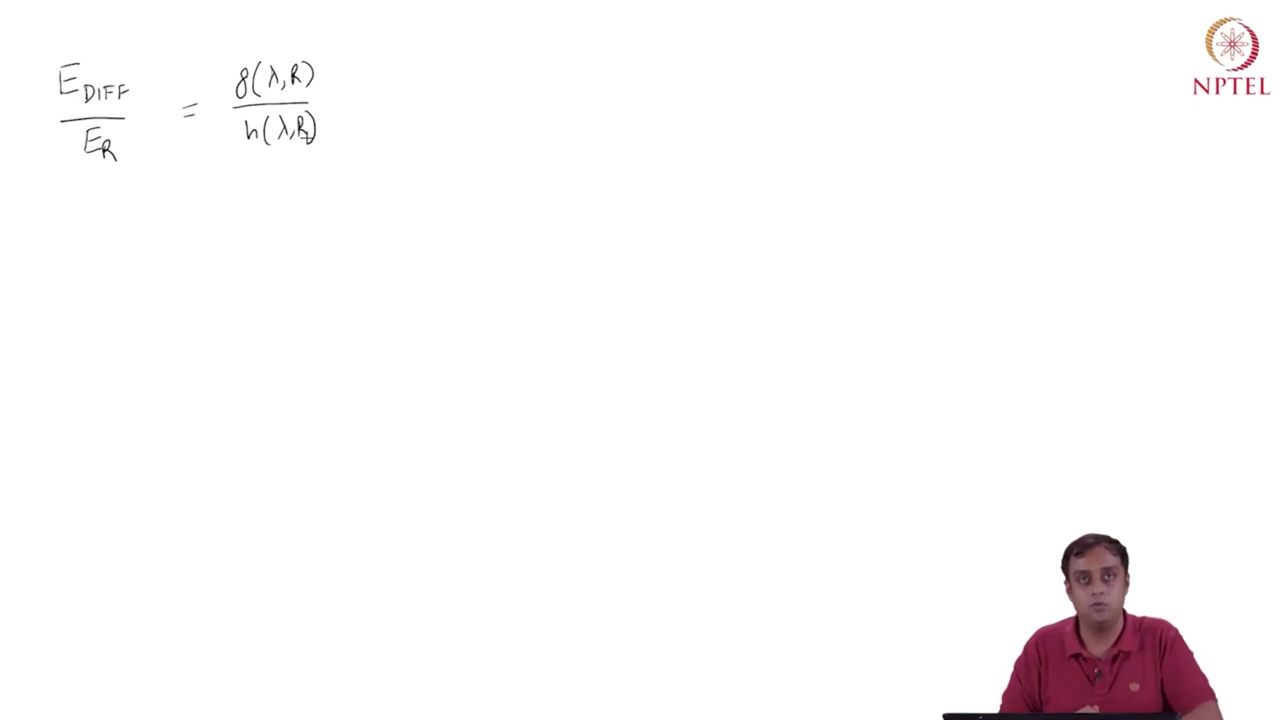 E_DIFF / E_R = g(λ,R) / h(λ,R)
NPTEL